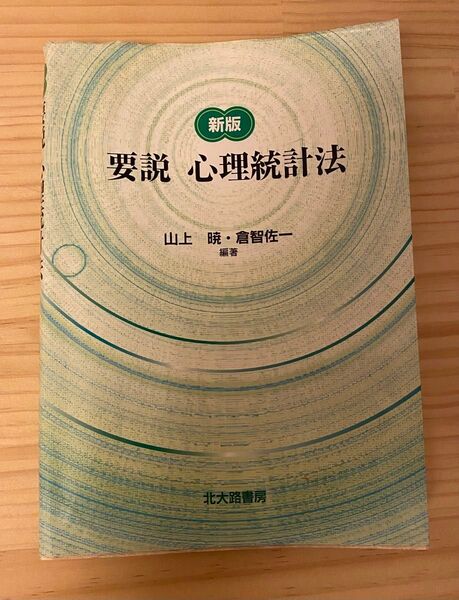 新版
要説 心理統計法
山上 暁・倉智佐一
編著
北大路書房